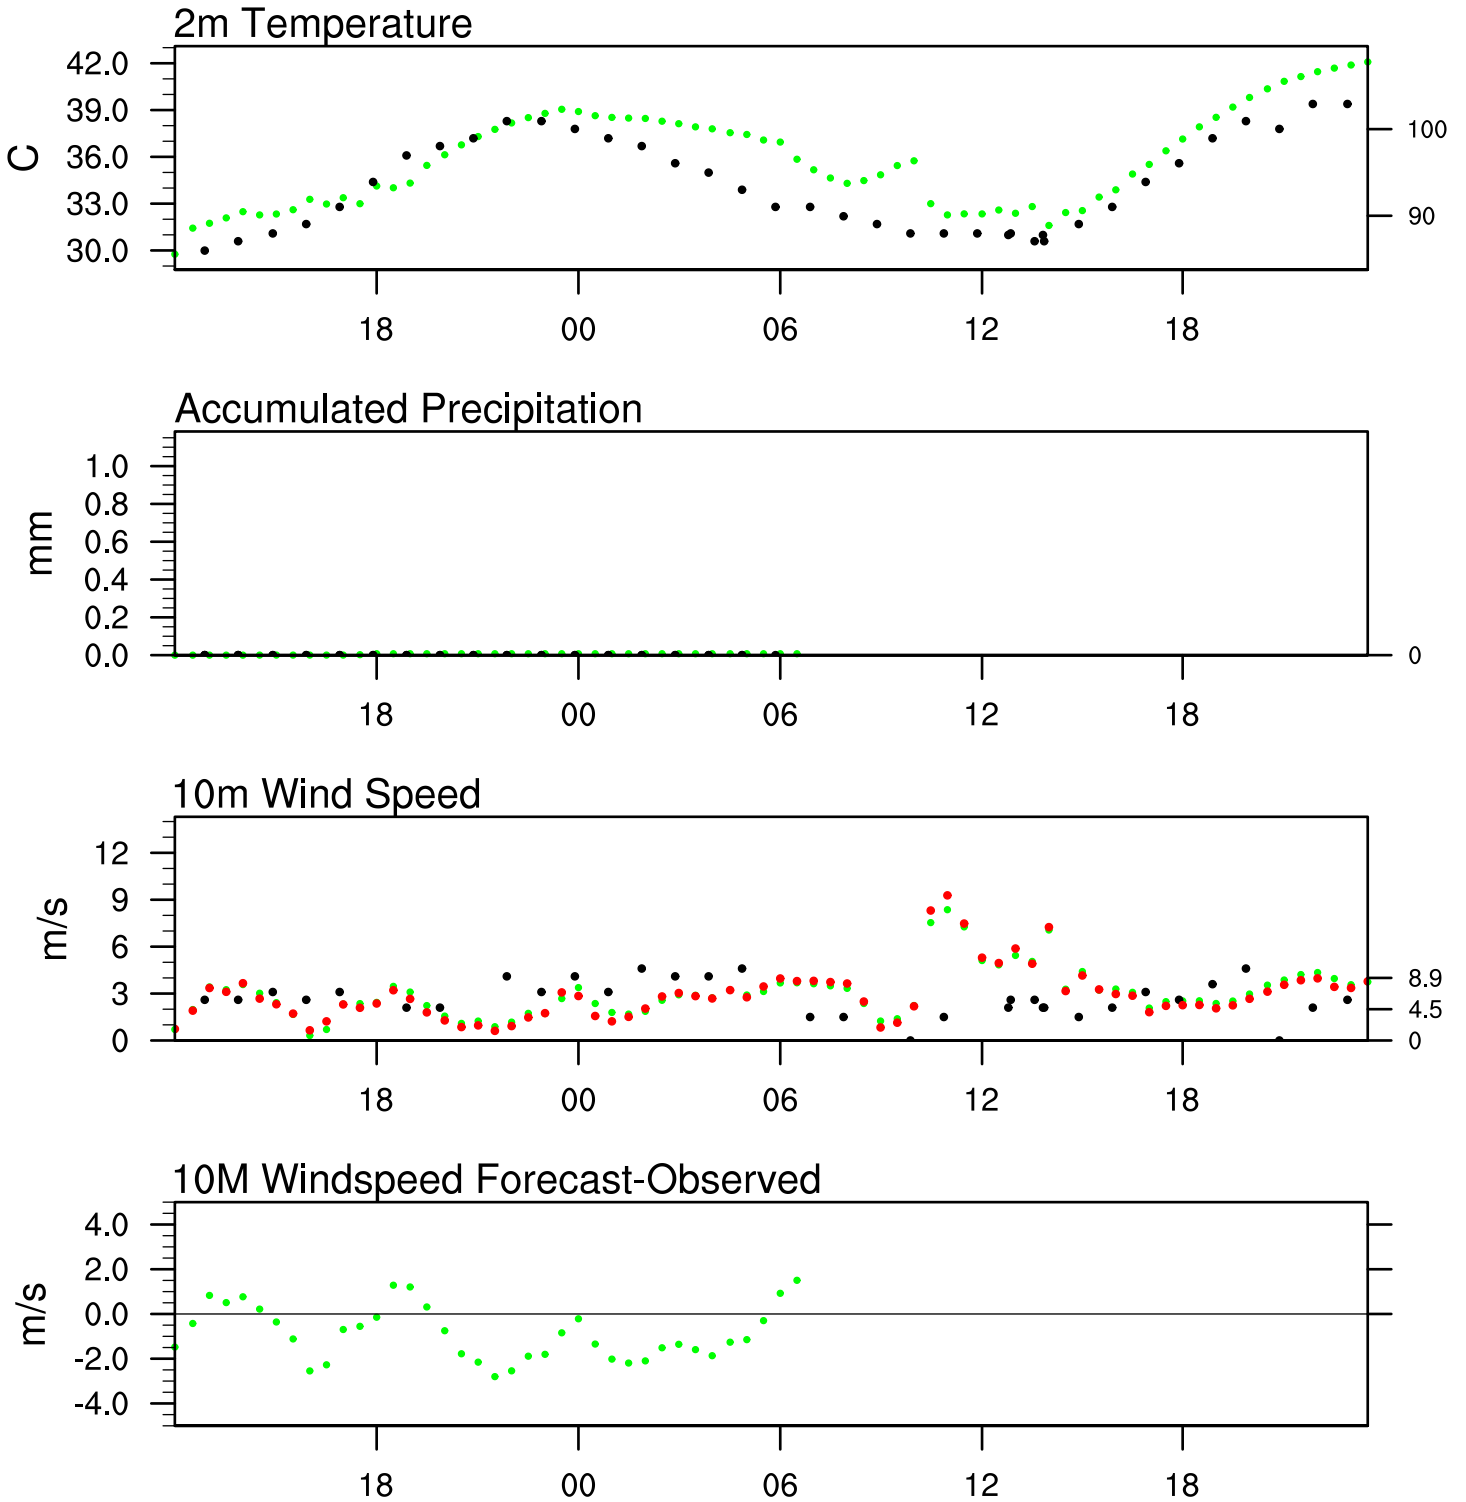 2m Temperature
42.0
39.0
36.0
33.0
30.0
C
100
90
18 00 06 12 18
Accumulated Precipitation
1.0
0.8
0.6
0.4
0.2
0.0
mm
0
18 00 06 12 18
10m Wind Speed
12
9
6
3
0
m/s
8.9
4.5
0
18 00 06 12 18
10M Windspeed Forecast-Observed
4.0
2.0
0.0
-2.0
-4.0
m/s
18 00 06 12 18